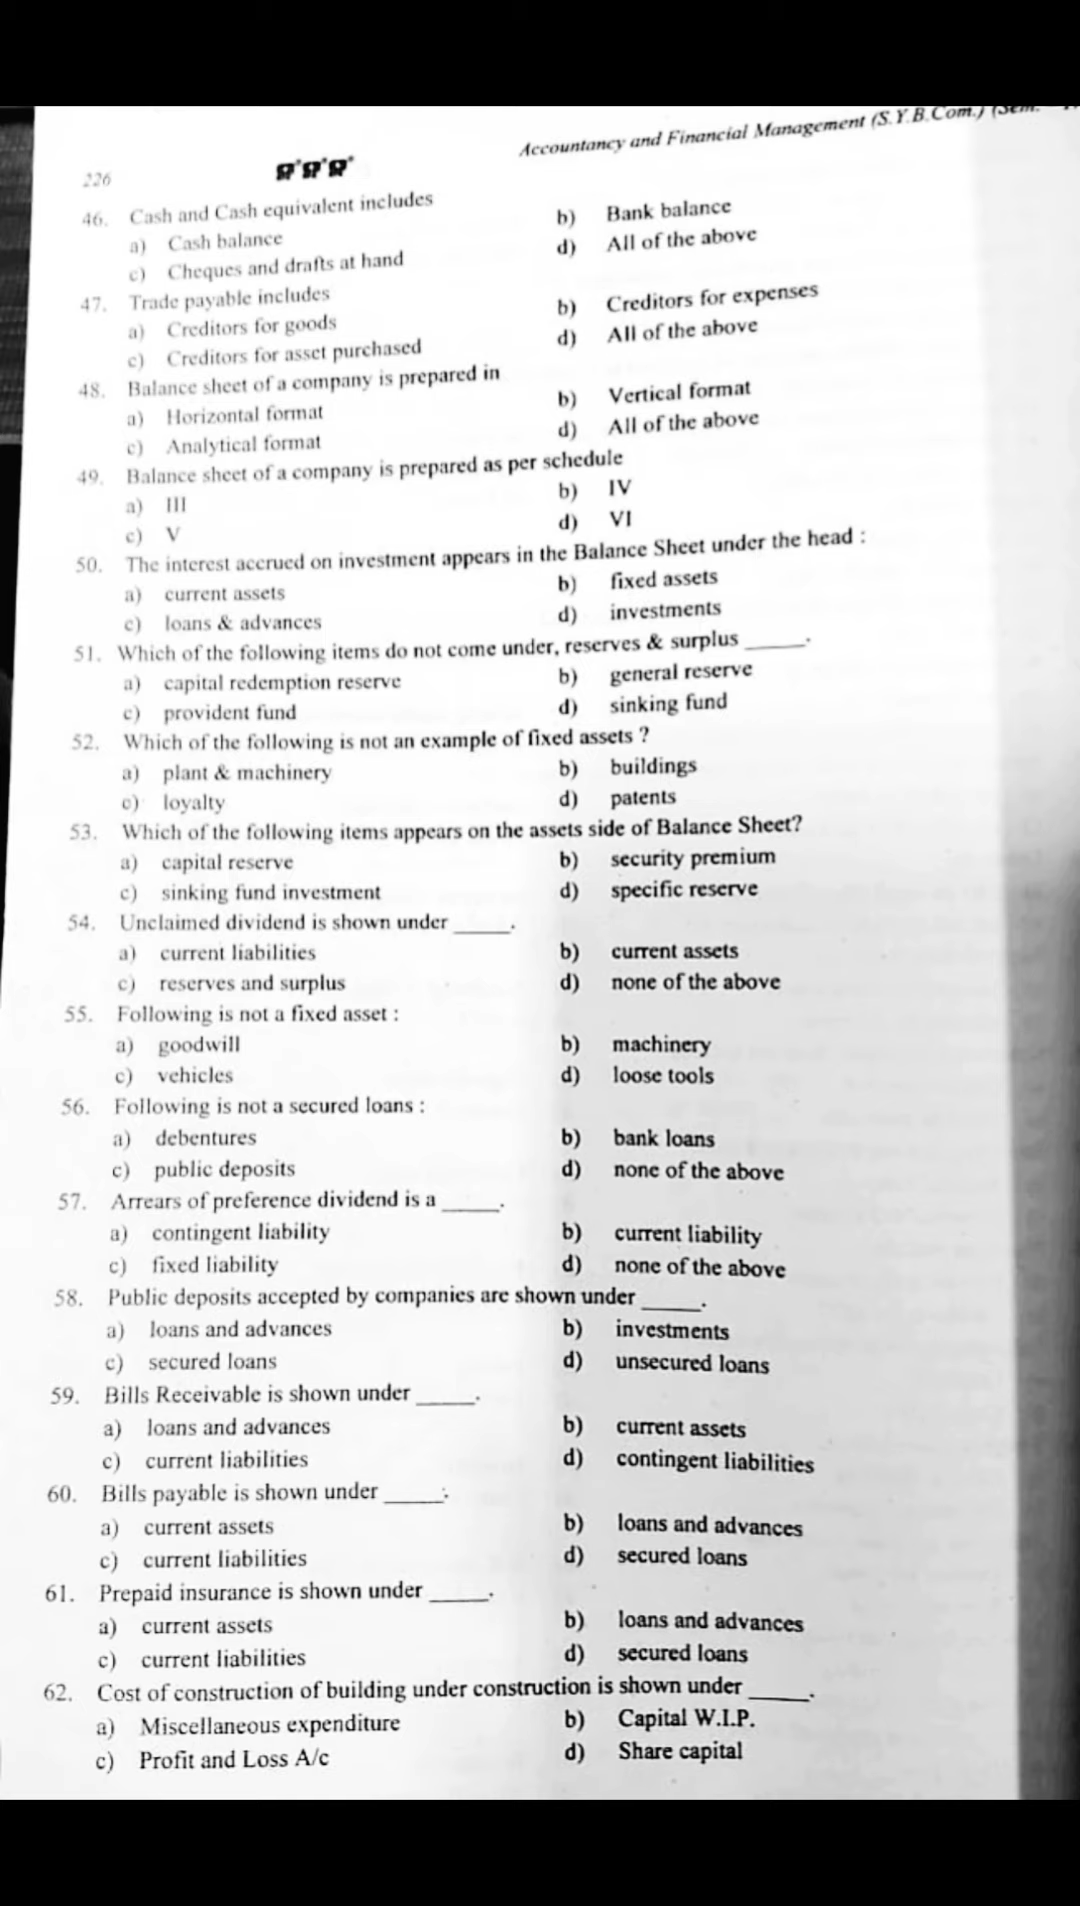 Accountancy and Financial Management (S.Y.B.Com.) (Sem.
226
46. Cash and Cash equivalent includes
a) Cash balance b) Bank balance
c) Cheques and drafts at hand d) All of the above
47. Trade payable includes
a) Creditors for goods b) Creditors for expenses
c) Creditors for asset purchased d) All of the above
48. Balance sheet of a company is prepared in
a) Horizontal format b) Vertical format
c) Analytical format d) All of the above
49. Balance sheet of a company is prepared as per schedule
a) III b) IV
c) V d) VI
50. The interest accrued on investment appears in the Balance Sheet under the head :
a) current assets b) fixed assets
c) loans & advances d) investments
51. Which of the following items do not come under, reserves & surplus _____.
a) capital redemption reserve b) general reserve
c) provident fund d) sinking fund
52. Which of the following is not an example of fixed assets ?
a) plant & machinery b) buildings
c) loyalty d) patents
53. Which of the following items appears on the assets side of Balance Sheet?
a) capital reserve b) security premium
c) sinking fund investment d) specific reserve
54. Unclaimed dividend is shown under _____.
a) current liabilities b) current assets
c) reserves and surplus d) none of the above
55. Following is not a fixed asset :
a) goodwill b) machinery
c) vehicles d) loose tools
56. Following is not a secured loans :
a) debentures b) bank loans
c) public deposits d) none of the above
57. Arrears of preference dividend is a _____.
a) contingent liability b) current liability
c) fixed liability d) none of the above
58. Public deposits accepted by companies are shown under _____.
a) loans and advances b) investments
c) secured loans d) unsecured loans
59. Bills Receivable is shown under _____.
a) loans and advances b) current assets
c) current liabilities d) contingent liabilities
60. Bills payable is shown under _____.
a) current assets b) loans and advances
c) current liabilities d) secured loans
61. Prepaid insurance is shown under _____.
a) current assets b) loans and advances
c) current liabilities d) secured loans
62. Cost of construction of building under construction is shown under _____.
a) Miscellaneous expenditure b) Capital W.I.P.
c) Profit and Loss A/c d) Share capital